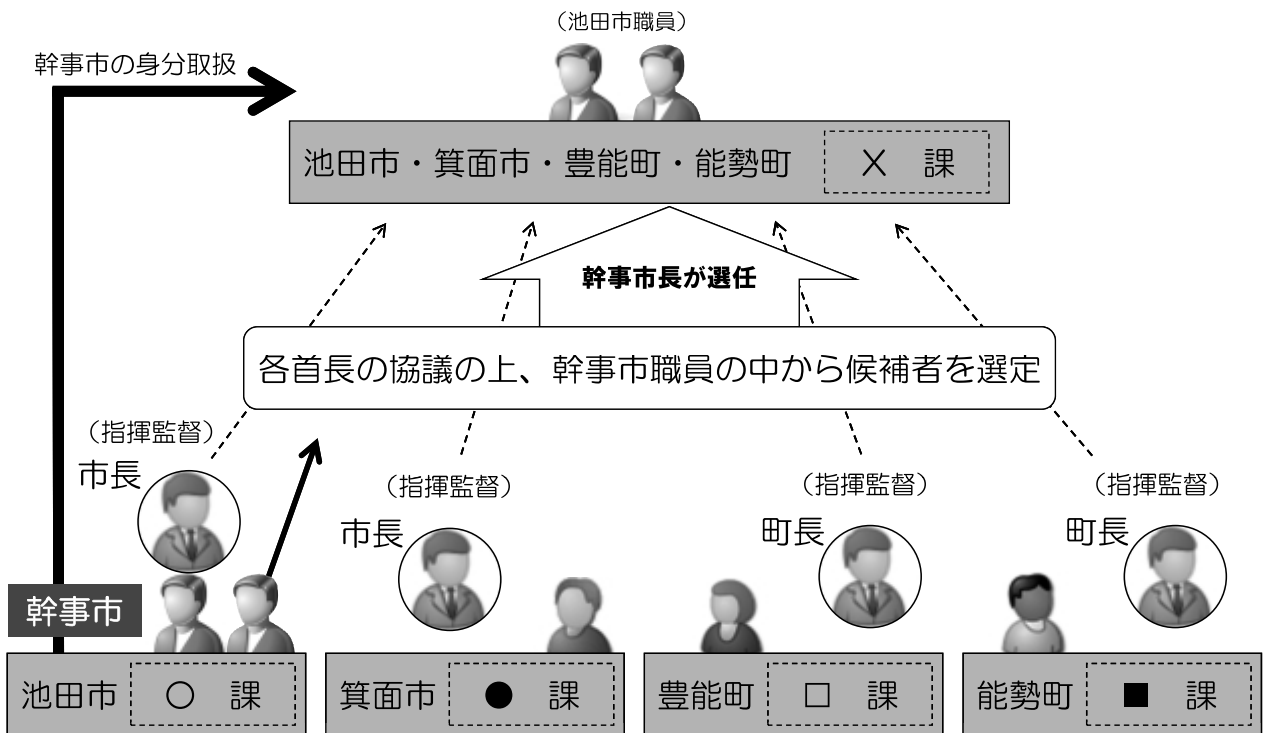 （池田市職員）
幹事市の身分取扱
池田市・箕面市・豊能町・能勢町　X　課
幹事市長が選任
各首長の協議の上、幹事市職員の中から候補者を選定
（指揮監督）
市長
（指揮監督）
市長
（指揮監督）
町長
（指揮監督）
町長
幹事市
池田市　○　課
箕面市　●　課
豊能町　□　課
能勢町　■　課